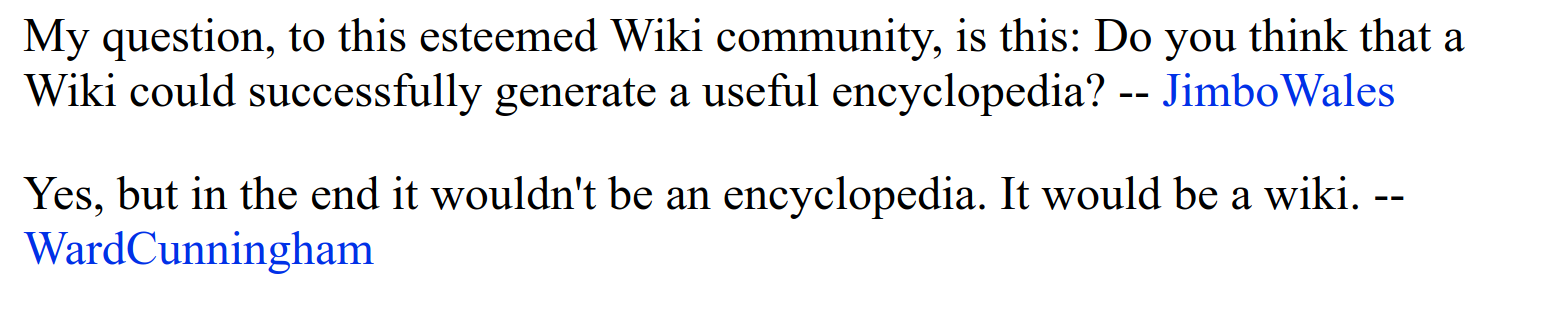 My question, to this esteemed Wiki community, is this: Do you think that a
Wiki could successfully generate a useful encyclopedia? -- JimboWales
Yes, but in the end it wouldn't be an encyclopedia. It would be a wiki. --
WardCunningham